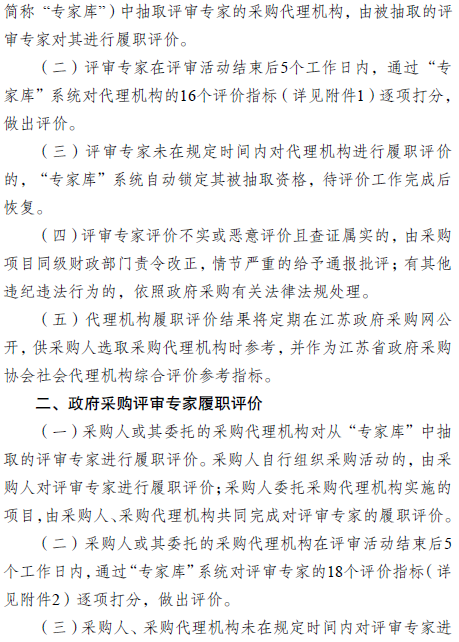 简称“专家库”）中抽取评审专家的采购代理机构，由被抽取的评
审专家对其进行履职评价。
（二）评审专家在评审活动结束后5个工作日内，通过“专
家库”系统对代理机构的16个评价指标（详见附件1）逐项打分，
做出评价。
（三）评审专家未在规定时间内对代理机构进行履职评价
的，“专家库”系统自动锁定其被抽取资格，待评价工作完成后
恢复。
（四）评审专家评价不实或恶意评价且查证属实的，由采购
项目同级财政部门责令改正，情节严重的给予通报批评；有其他
违纪违法行为的，依照政府采购有关法律法规处理。
（五）代理机构履职评价结果将定期在江苏政府采购网公
开，供采购人选取采购代理机构时参考，并作为江苏省政府采购
协会社会代理机构综合评价参考指标。
二、政府采购评审专家履职评价
（一）采购人或其委托的采购代理机构对从“专家库”中抽
取的评审专家进行履职评价。采购人自行组织采购活动的，由采
购人对评审专家进行履职评价；采购人委托采购代理机构实施的
项目，由采购人、采购代理机构共同完成对评审专家的履职评价。
（二）采购人或其委托的采购代理机构在评审活动结束后5
个工作日内，通过“专家库”系统对评审专家的18个评价指标（详
见附件2）逐项打分，做出评价。
（三）采购人、采购代理机构未在规定时间内对评审专家进